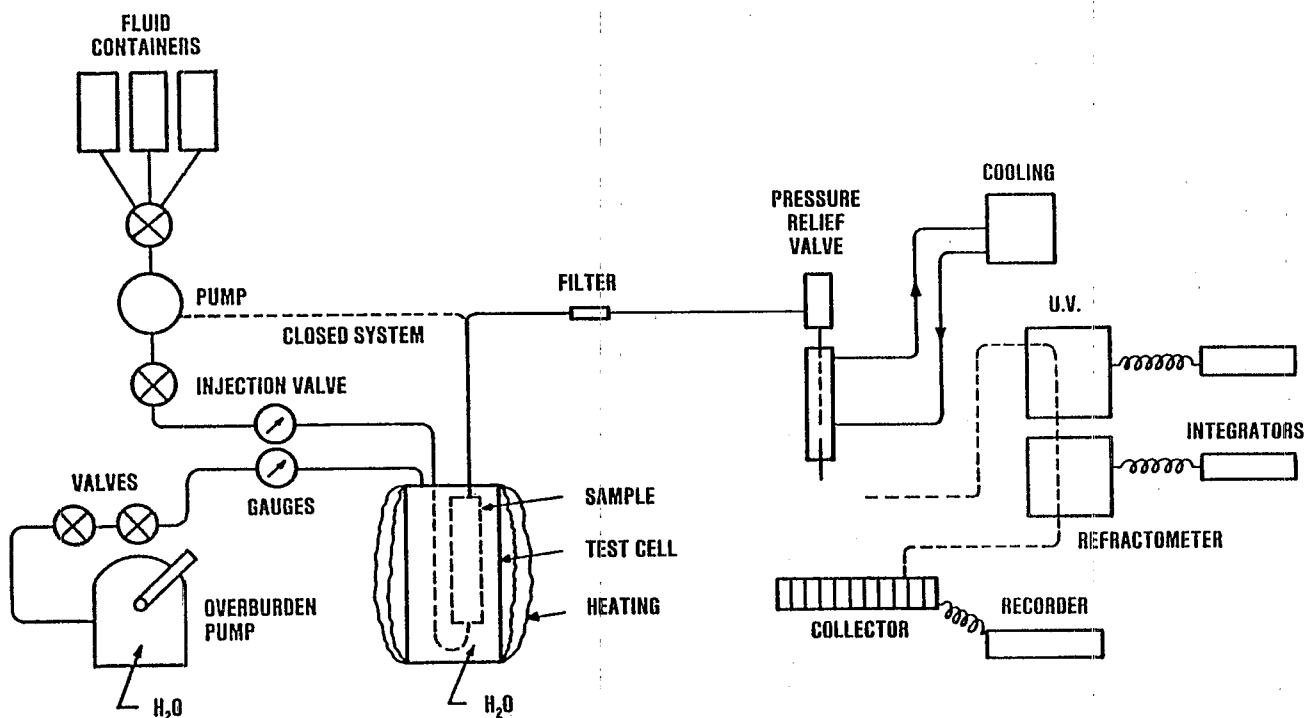 FLUID
CONTAINERS
COOLING
PRESSURE
RELIEF
VALVE
FILTER
PUMP
U.V.
CLOSED SYSTEM
INJECTION VALVE
INTEGRATORS
VALVES
GAUGES
SAMPLE
REFRACTOMETER
TEST CELL
OVERBURDEN
PUMP
HEATING
RECORDER
COLLECTOR
H₂O
H₂O